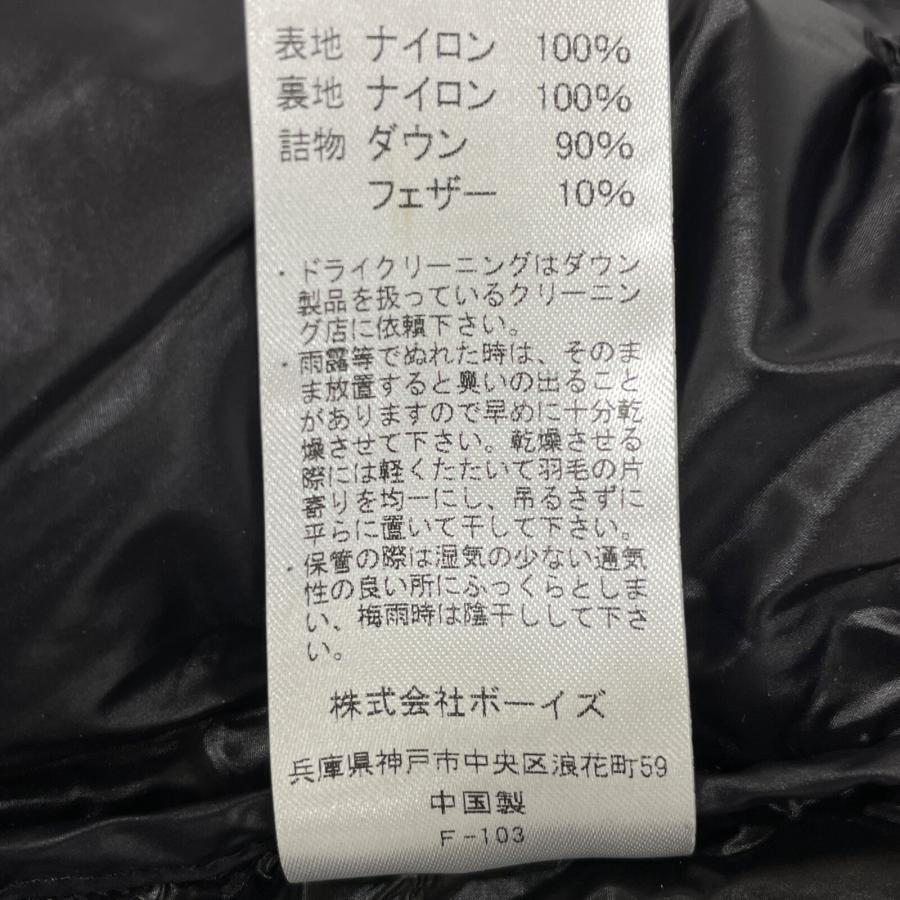 表地 ナイロン 100%
裏地 ナイロン 100%
詰物 ダウン 90%
フェザー 10%
・ドライクリーニングはダウン
製品を扱っているクリーニン
グ店に依頼下さい。
・雨露等でぬれた時は、そのま
ま放置すると臭いの出ること
がありますので早めに十分乾
燥させて下さい。乾燥させる
際には軽くたたいて羽毛の片
寄りを均一にし、吊るさずに
平らに置いて干して下さい。
・保管の際は湿気の少ない通気
性の良い所にふっくらとしま
い、梅雨時は陰干しして下さ
い。
株式会社ボーイズ
兵庫県神戸市中央区浪花町59
中国製
F-103